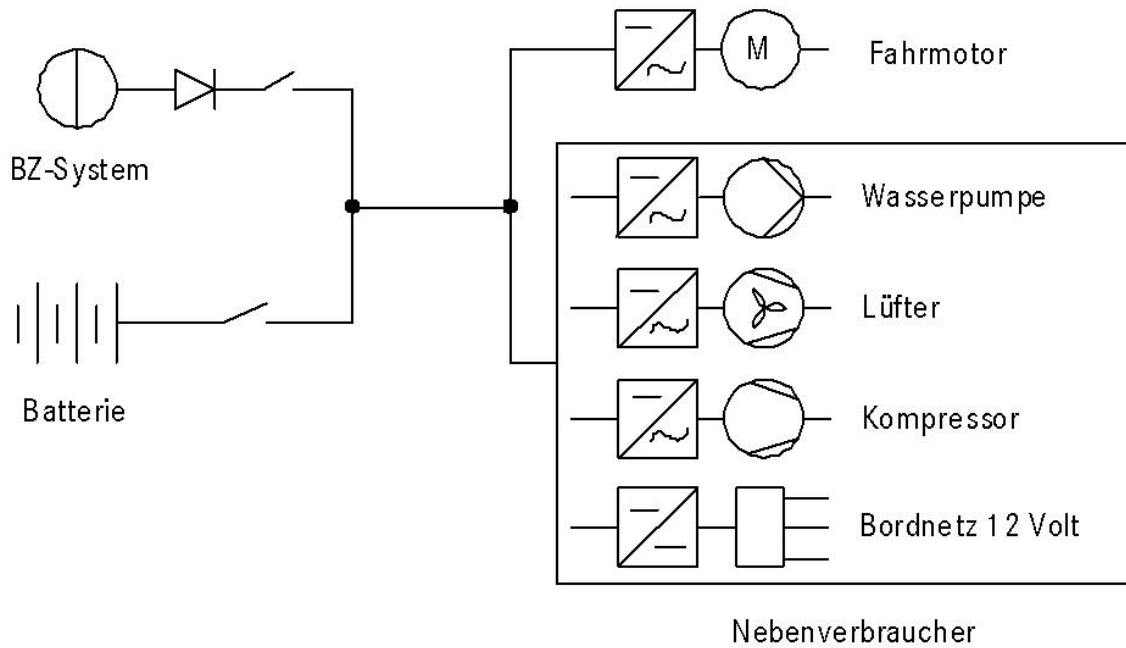 M
Fahrmotor
BZ-System
Wasserpumpe
Lüfter
Batterie
Kompressor
Bordnetz 12 Volt
Nebenverbraucher